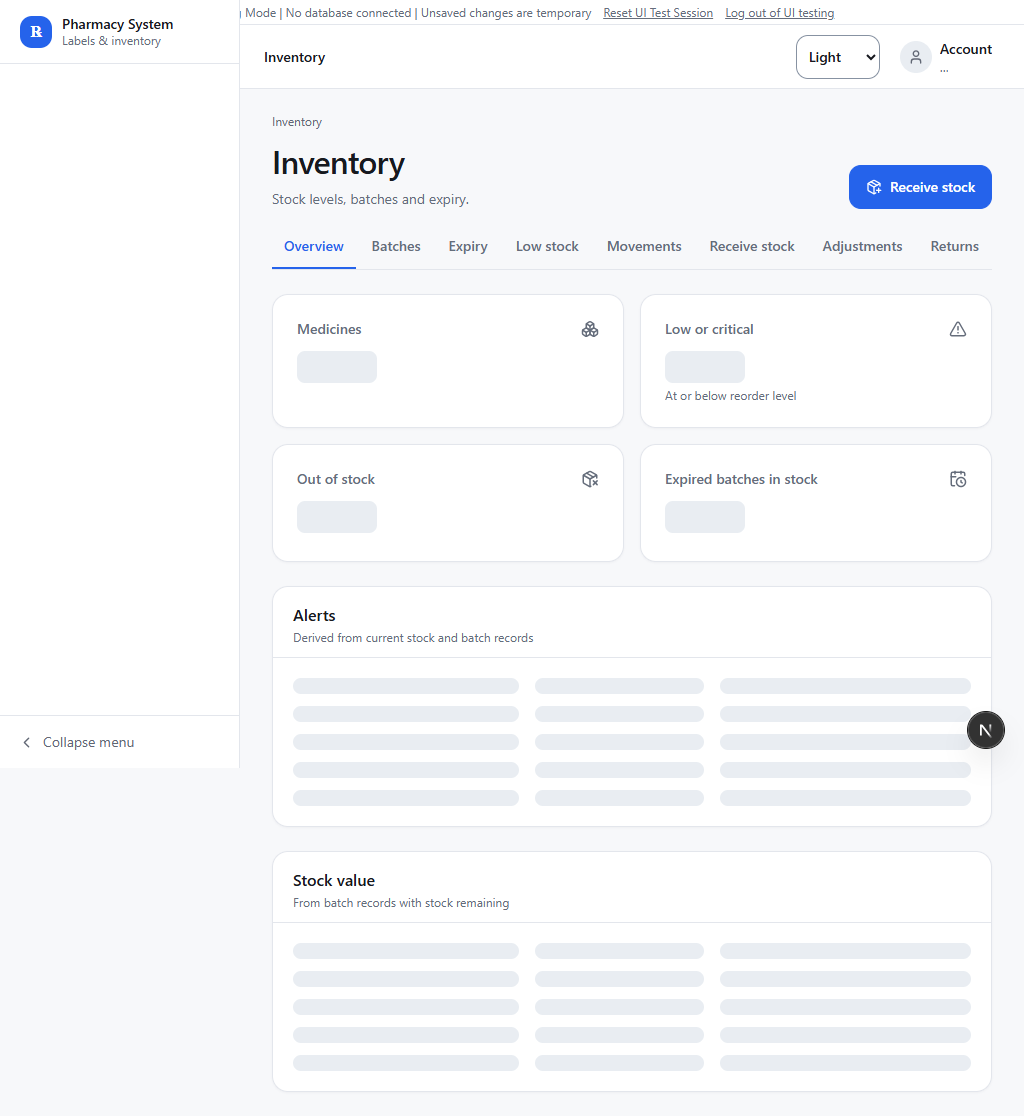 Pharmacy System
Labels & inventory
Mode | No database connected | Unsaved changes are temporary Reset UI Test Session Log out of UI testing
Inventory
Light
Account
...
Inventory
Inventory
Stock levels, batches and expiry.
Receive stock
Overview Batches Expiry Low stock Movements Receive stock Adjustments Returns
Medicines
Low or critical
At or below reorder level
Out of stock
Expired batches in stock
Alerts
Derived from current stock and batch records
Stock value
From batch records with stock remaining
Collapse menu